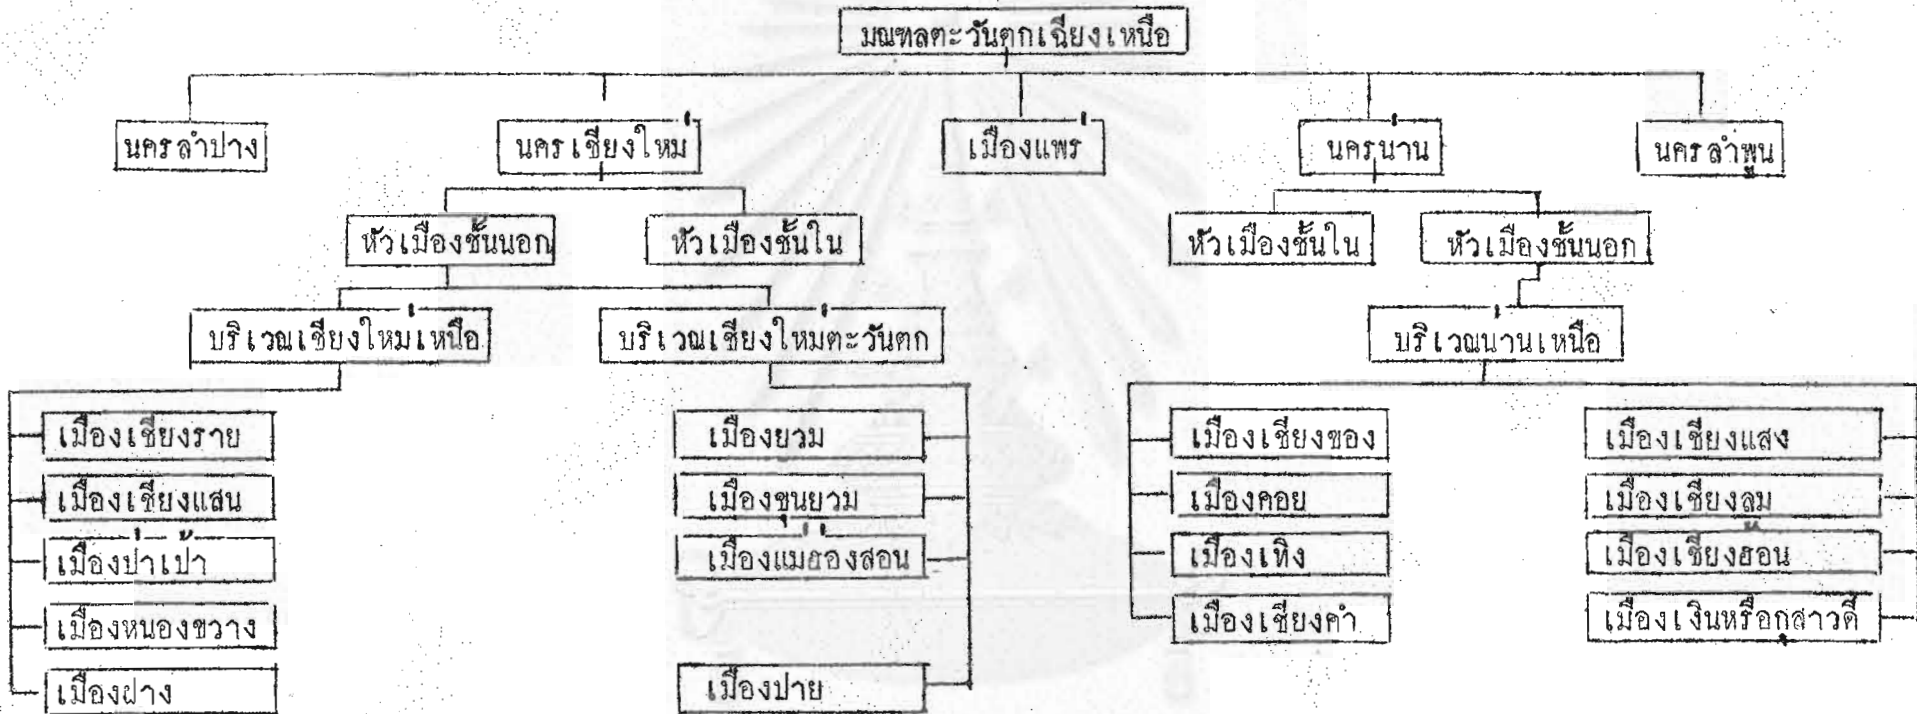 มณฑลตะวันตกเฉียงเหนือ
นครลำปาง
นครเชียงใหม่
เมืองแพร่
นครน่าน
นครลำพูน
หัวเมืองชั้นนอก
หัวเมืองชั้นใน
หัวเมืองชั้นใน
หัวเมืองชั้นนอก
บริเวณเชียงใหม่เหนือ
บริเวณเชียงใหม่ตะวันตก
บริเวณน่านเหนือ
เมืองเชียงราย
เมืองยวม
เมืองเชียงของ
เมืองเชียงแสง
เมืองเชียงแสน
เมืองขุนยวม
เมืองคอย
เมืองเชียงลม
เมืองป่าเป้า
เมืองแม่ฮ่องสอน
เมืองเทิง
เมืองเชียงฮ่อน
เมืองหนองขวาง
เมืองเชียงคำ
เมืองเงินหรือกุสาวดี
เมืองฝาง
เมืองปาย